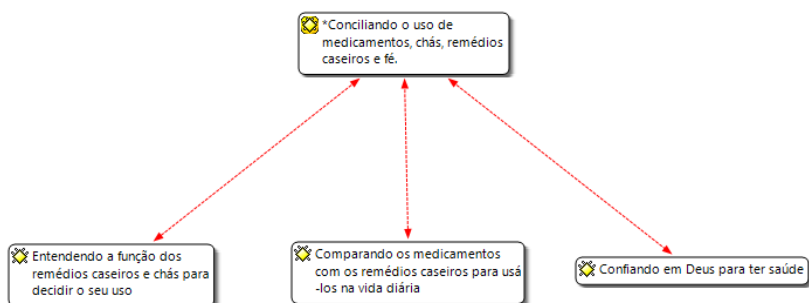 *Conciliando o uso de
medicamentos, chás, remédios
caseiros e fé.
Entendendo a função dos
remédios caseiros e chás para
decidir o seu uso
Comparando os medicamentos
com os remédios caseiros para usá
-los na vida diária
Confiando em Deus para ter saúde